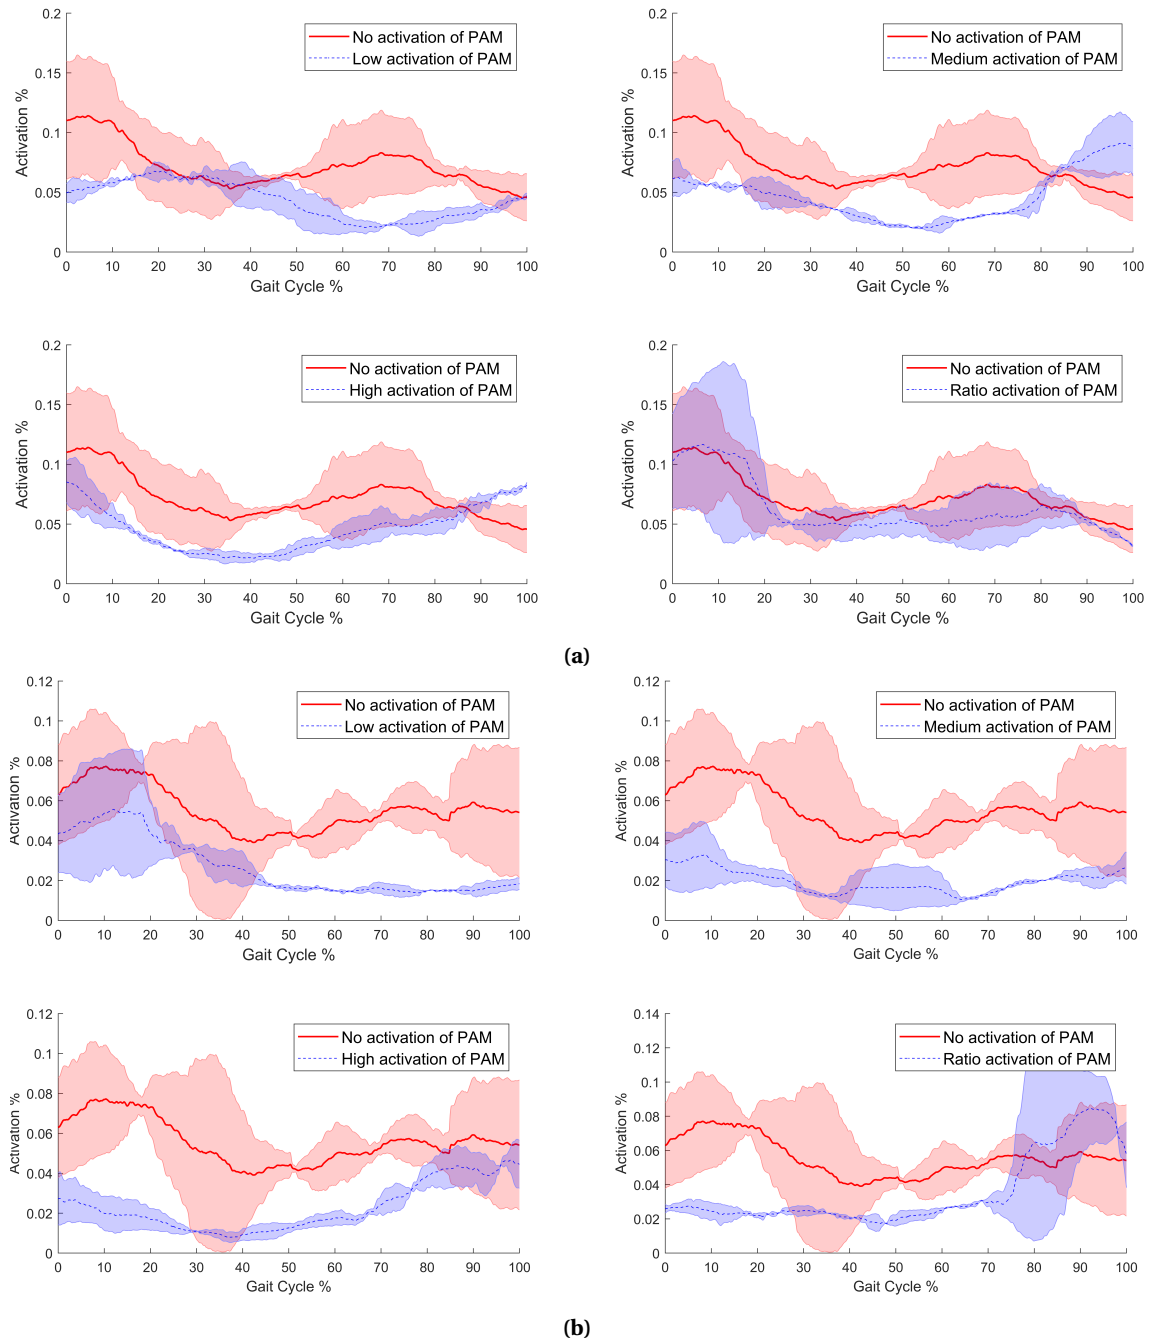 0.2
0.15
0.1
0.05
0
Activation %
No activation of PAM
Low activation of PAM
0 10 20 30 40 50 60 70 80 90 100
Gait Cycle %
0.2
0.15
0.1
0.05
0
Activation %
No activation of PAM
Medium activation of PAM
0 10 20 30 40 50 60 70 80 90 100
Gait Cycle %
0.2
0.15
0.1
0.05
0
Activation %
No activation of PAM
High activation of PAM
0 10 20 30 40 50 60 70 80 90 100
Gait Cycle %
0.2
0.15
0.1
0.05
0
Activation %
No activation of PAM
Ratio activation of PAM
0 10 20 30 40 50 60 70 80 90 100
Gait Cycle %
(a)
0.12
0.1
0.08
0.06
0.04
0.02
0
Activation %
No activation of PAM
Low activation of PAM
0 10 20 30 40 50 60 70 80 90 100
Gait Cycle %
0.12
0.1
0.08
0.06
0.04
0.02
0
Activation %
No activation of PAM
Medium activation of PAM
0 10 20 30 40 50 60 70 80 90 100
Gait Cycle %
0.12
0.1
0.08
0.06
0.04
0.02
0
Activation %
No activation of PAM
High activation of PAM
0 10 20 30 40 50 60 70 80 90 100
Gait Cycle %
0.14
0.12
0.1
0.08
0.06
0.04
0.02
0
Activation %
No activation of PAM
Ratio activation of PAM
0 10 20 30 40 50 60 70 80 90 100
Gait Cycle %
(b)